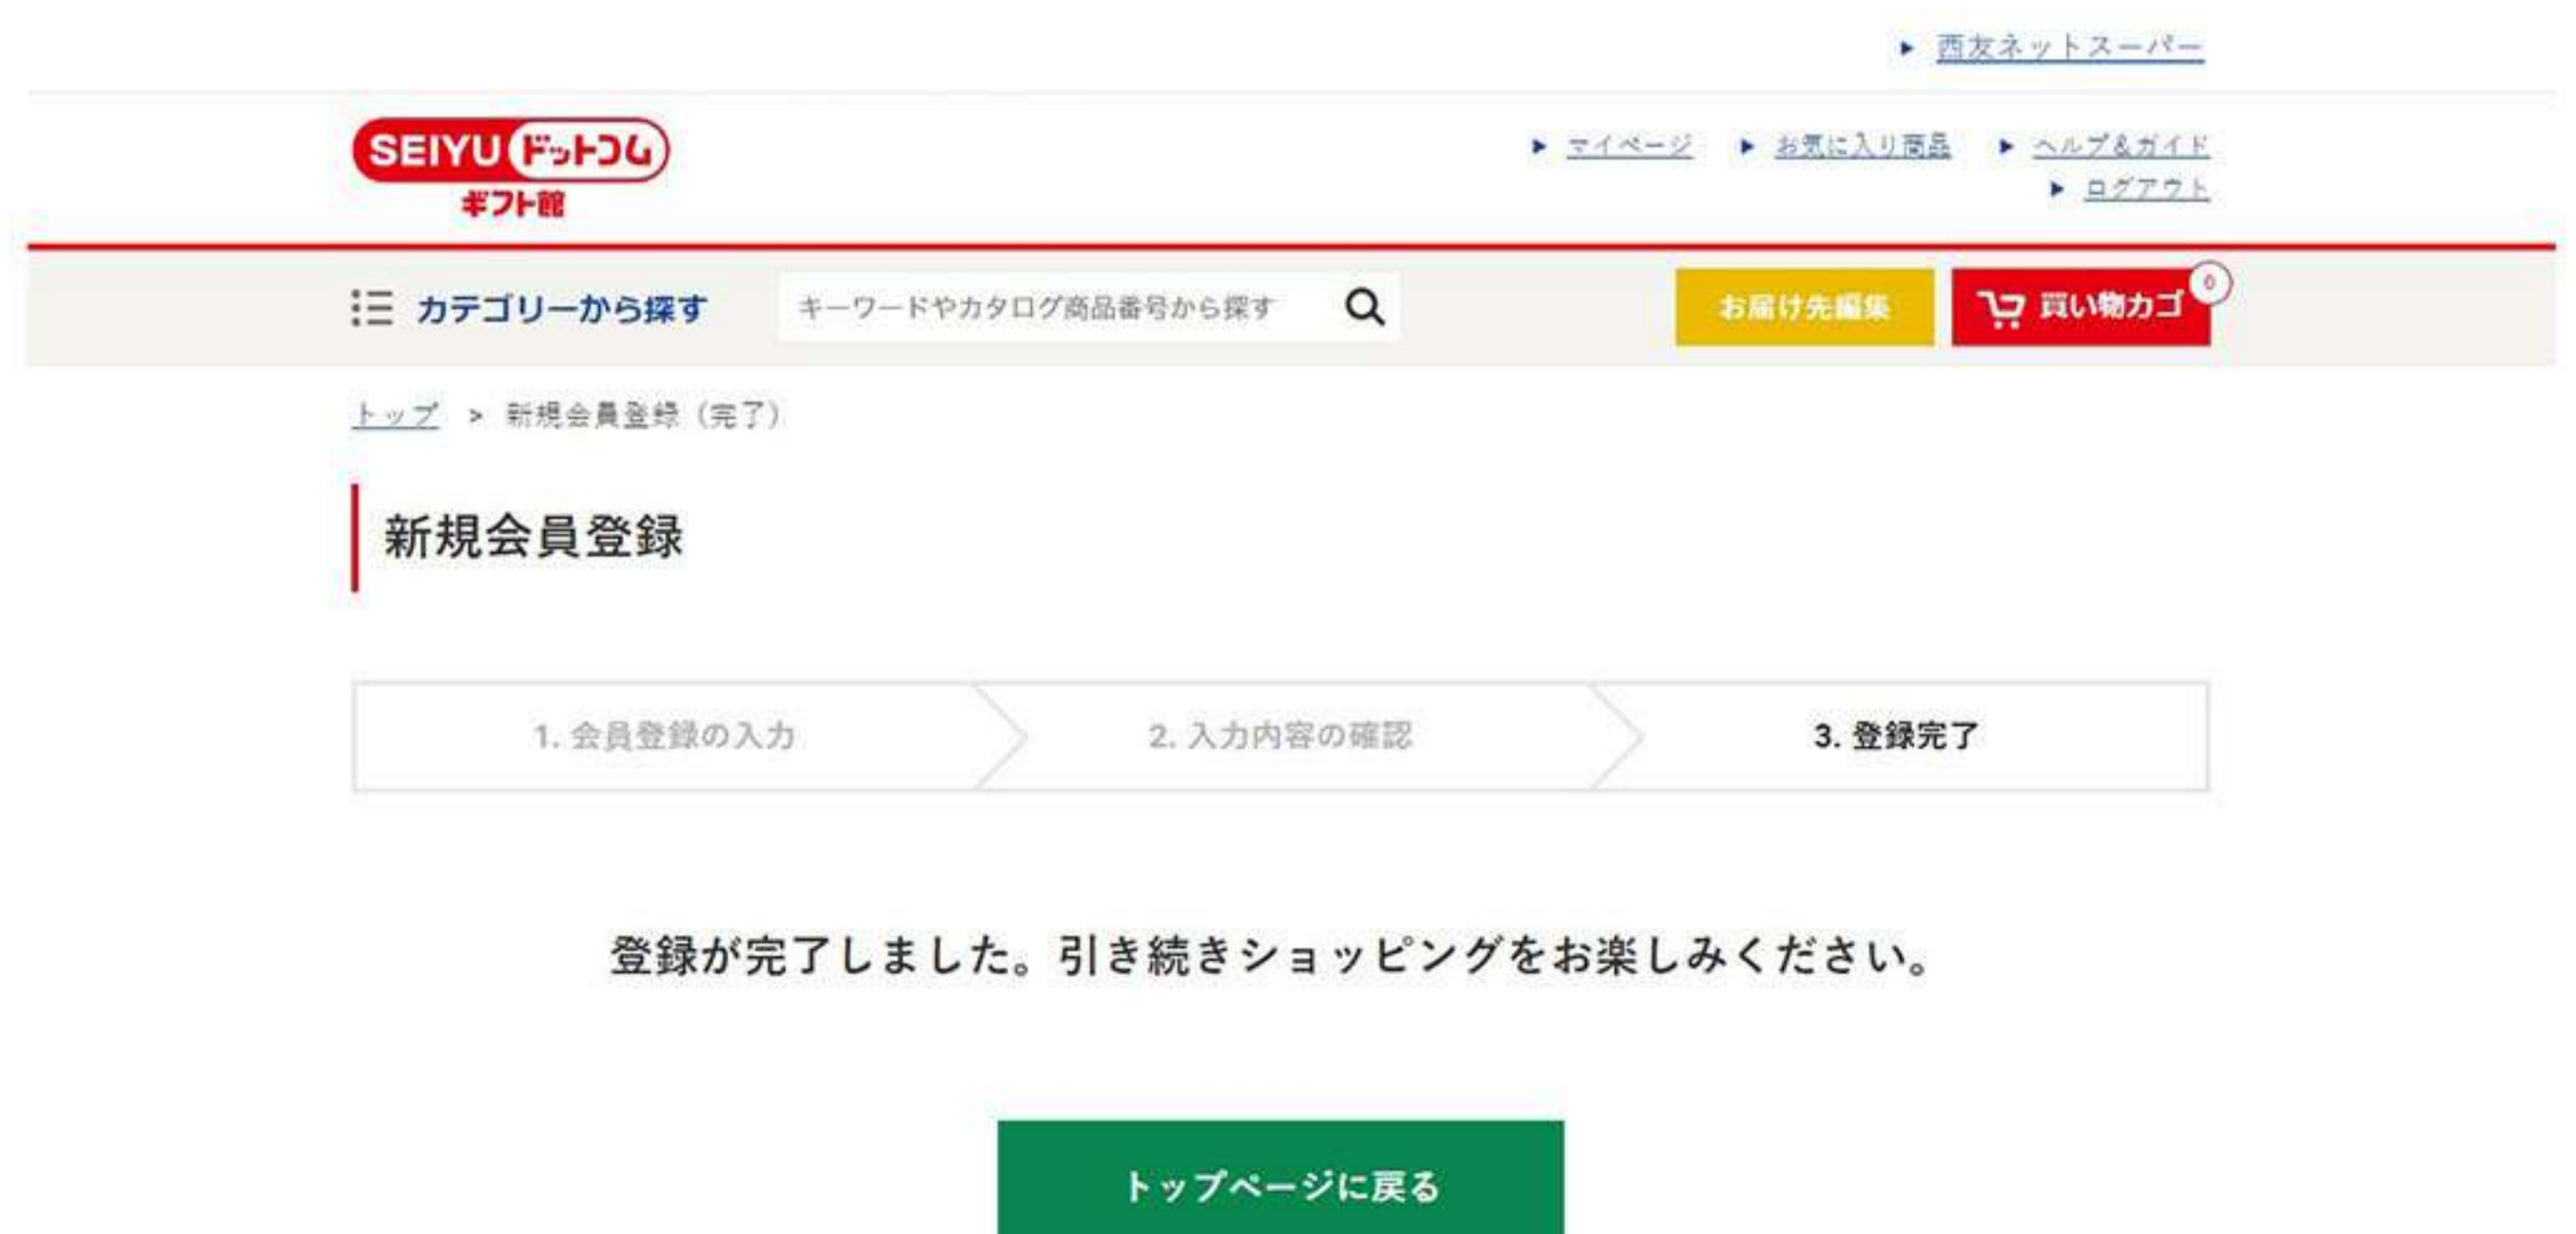 西友ネットスーパー
SEIYU ドットコム
ギフト館
マイページ お気に入り商品 ヘルプ&ガイド
ログアウト
カテゴリーから探す キーワードやカタログ商品番号から探す お届け先編集 買い物カゴ 0
トップ > 新規会員登録（完了）
新規会員登録
1. 会員登録の入力 2. 入力内容の確認 3. 登録完了
登録が完了しました。引き続きショッピングをお楽しみください。
トップページに戻る